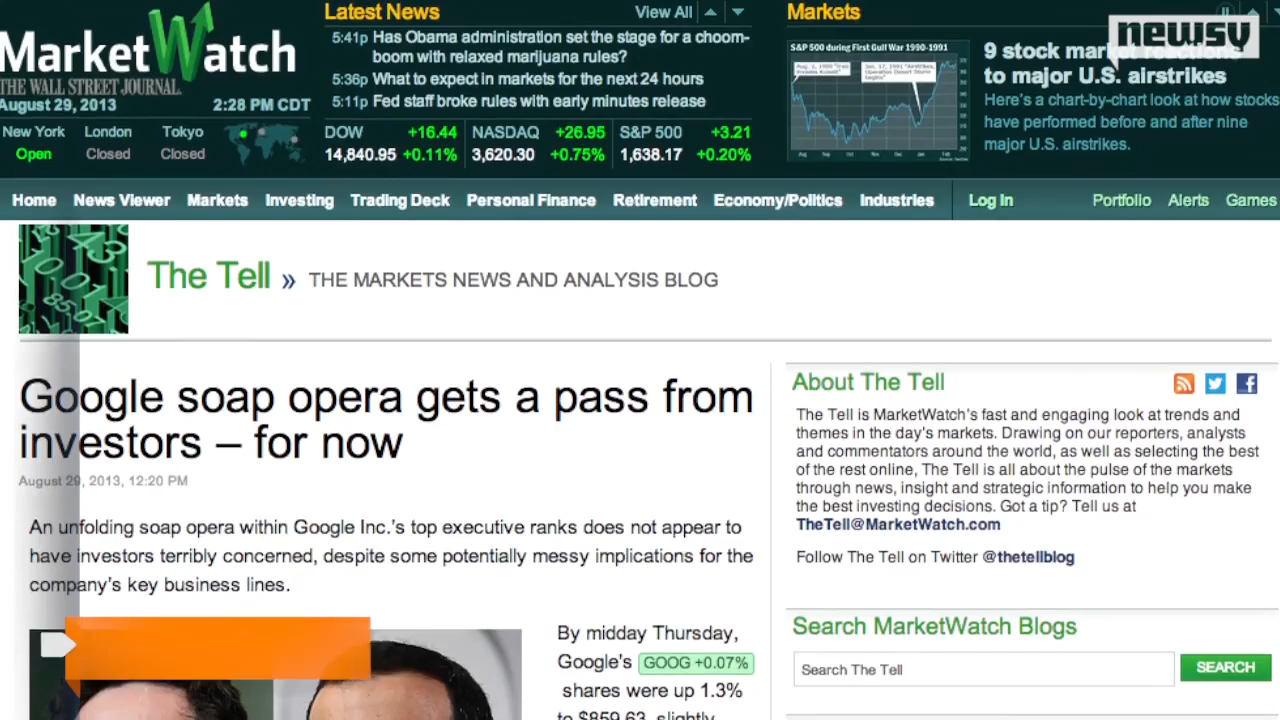 MarketWatch
THE WALL STREET JOURNAL.
August 29, 2013 2:28 PM CDT
New York London Tokyo
Open Closed Closed
Latest News View All
5:41p Has Obama administration set the stage for a choom-
boom with relaxed marijuana rules?
5:36p What to expect in markets for the next 24 hours
5:11p Fed staff broke rules with early minutes release
DOW +16.44 NASDAQ +26.95 S&P 500 +3.21
14,840.95 +0.11% 3,620.30 +0.75% 1,638.17 +0.20%
Markets
newsy
S&P 500 during First Gulf War 1990-1991
9 stock market reactions
to major U.S. airstrikes
Here's a chart-by-chart look at how stocks
have performed before and after nine
major U.S. airstrikes.
Home News Viewer Markets Investing Trading Deck Personal Finance Retirement Economy/Politics Industries Log In Portfolio Alerts Games
The Tell » THE MARKETS NEWS AND ANALYSIS BLOG
Google soap opera gets a pass from
investors – for now
August 29, 2013, 12:20 PM
An unfolding soap opera within Google Inc.'s top executive ranks does not appear to
have investors terribly concerned, despite some potentially messy implications for the
company's key business lines.
By midday Thursday,
Google's GOOG +0.07%
shares were up 1.3%
to $859.63, slightly
About The Tell
The Tell is MarketWatch's fast and engaging look at trends and
themes in the day's markets. Drawing on our reporters, analysts
and commentators around the world, as well as selecting the best
of the rest online, The Tell is all about the pulse of the markets
through news, insight and strategic information to help you make
the best investing decisions. Got a tip? Tell us at
TheTell@MarketWatch.com
Follow The Tell on Twitter @thetellblog
Search MarketWatch Blogs
Search The Tell SEARCH